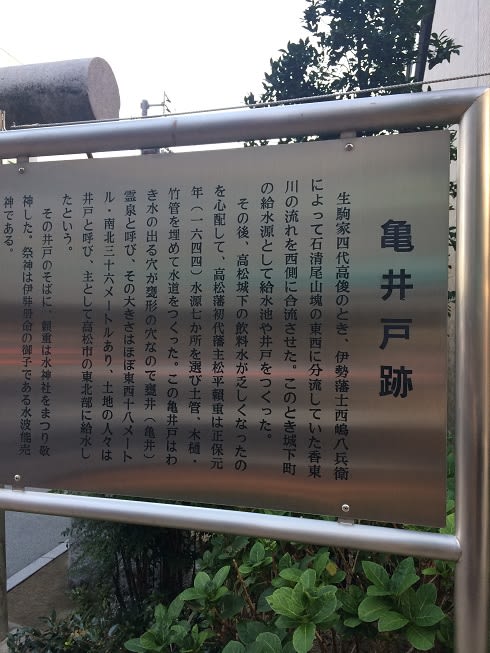 亀井戸跡
生駒家四代高俊のとき、伊勢藩士西嶋八兵衛
によって石清尾山塊の東西に分流していた香東
川の流れを西側に合流させた。このとき城下町
の給水源として給水池や井戸をつくった。
その後、高松城下の飲料水が乏しくなったの
を心配して、高松藩初代藩主松平頼重は正保元
年（一六四四）水源七か所を選び土管、木樋・
竹管を埋めて水道をつくった。この亀井戸はわ
き水の出る穴が甕形の穴なので甕井（亀井）
霊泉と呼び、その大きさはほぼ東西十八メート
ル・南北三十六メートルあり、土地の人々は
井戸と呼び、主として高松市の東北部に給水し
たという。
その井戸のそばに、頼重は水神社をまつり敬
神した。祭神は伊弉册命の御子である水波能売
神である。